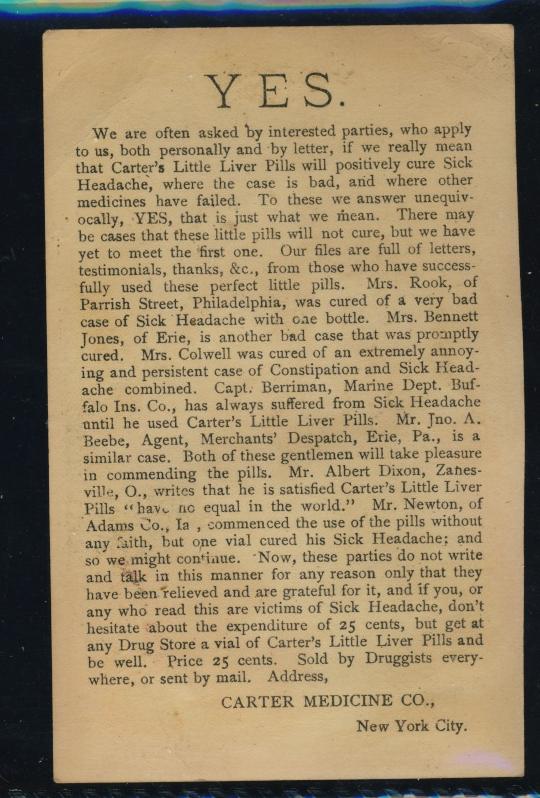 YES.
We are often asked by interested parties, who apply
to us, both personally and by letter, if we really mean
that Carter's Little Liver Pills will positively cure Sick
Headache, where the case is bad, and where other
medicines have failed. To these we answer unequiv-
ocally, YES, that is just what we mean. There may
be cases that these little pills will not cure, but we have
yet to meet the first one. Our files are full of letters,
testimonials, thanks, &c., from those who have success-
fully used these perfect little pills. Mrs. Rook, of
Parrish Street, Philadelphia, was cured of a very bad
case of Sick Headache with one bottle. Mrs. Bennett
Jones, of Erie, is another bad case that was promptly
cured. Mrs. Colwell was cured of an extremely annoy-
ing and persistent case of Constipation and Sick Head-
ache combined. Capt. Berriman, Marine Dept. Buf-
falo Ins. Co., has always suffered from Sick Headache
until he used Carter's Little Liver Pills. Mr. Jno. A.
Beebe, Agent, Merchants' Despatch, Erie, Pa., is a
similar case. Both of these gentlemen will take pleasure
in commending the pills. Mr. Albert Dixon, Zanes-
ville, O., writes that he is satisfied Carter's Little Liver
Pills "have no equal in the world." Mr. Newton, of
Adams Co., Ia , commenced the use of the pills without
any faith, but one vial cured his Sick Headache; and
so we might continue. Now, these parties do not write
and talk in this manner for any reason only that they
have been relieved and are grateful for it, and if you, or
any who read this are victims of Sick Headache, don't
hesitate about the expenditure of 25 cents, but get at
any Drug Store a vial of Carter's Little Liver Pills and
be well. Price 25 cents. Sold by Druggists every-
where, or sent by mail. Address,
CARTER MEDICINE CO.,
New York City.